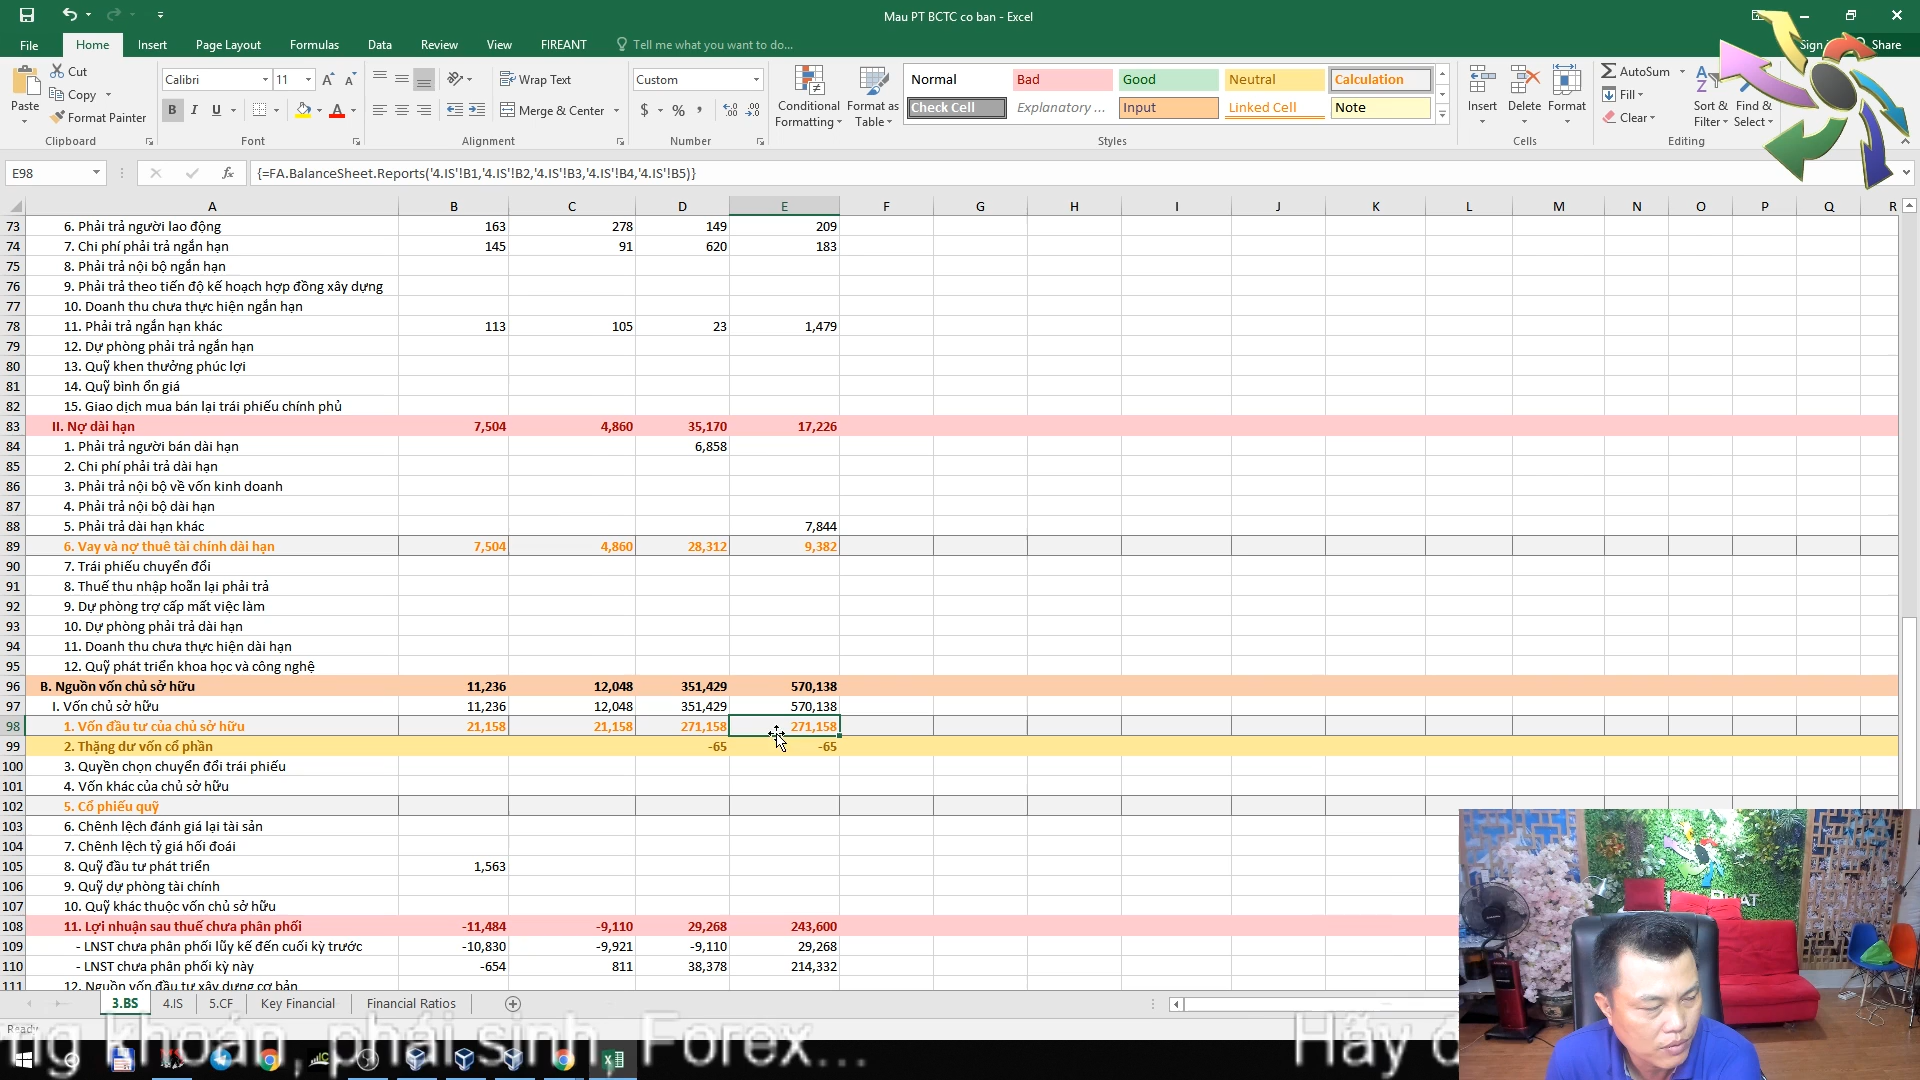 Mau PT BCTC co ban - Excel
File Home Insert Page Layout Formulas Data Review View FIREANT Tell me what you want to do... Share
Cut
Copy
Format Painter
Paste
Clipboard
Calibri 11
B I U
Font
Wrap Text
Merge & Center
Alignment
Custom
$ %
Number
Conditional Formatting
Format as Table
Normal Bad Good Neutral Calculation
Check Cell Explanatory ... Input Linked Cell Note
Styles
Insert Delete Format
Cells
AutoSum
Fill
Clear
Sort & Filter
Find & Select
Editing
E98 fx {=FA.BalanceSheet.Reports('4.IS'!B1,'4.IS'!B2,'4.IS'!B3,'4.IS'!B4,'4.IS'!B5)}
A B C D E F G H I J K L M N O P Q R
73 6. Phải trả người lao động 163 278 149 209
74 7. Chi phí phải trả ngắn hạn 145 91 620 183
75 8. Phải trả nội bộ ngắn hạn
76 9. Phải trả theo tiến độ kế hoạch hợp đồng xây dựng
77 10. Doanh thu chưa thực hiện ngắn hạn
78 11. Phải trả ngắn hạn khác 113 105 23 1,479
79 12. Dự phòng phải trả ngắn hạn
80 13. Quỹ khen thưởng phúc lợi
81 14. Quỹ bình ổn giá
82 15. Giao dịch mua bán lại trái phiếu chính phủ
83 II. Nợ dài hạn 7,504 4,860 35,170 17,226
84 1. Phải trả người bán dài hạn 6,858
85 2. Chi phí phải trả dài hạn
86 3. Phải trả nội bộ về vốn kinh doanh
87 4. Phải trả nội bộ dài hạn
88 5. Phải trả dài hạn khác 7,844
89 6. Vay và nợ thuê tài chính dài hạn 7,504 4,860 28,312 9,382
90 7. Trái phiếu chuyển đổi
91 8. Thuế thu nhập hoãn lại phải trả
92 9. Dự phòng trợ cấp mất việc làm
93 10. Dự phòng phải trả dài hạn
94 11. Doanh thu chưa thực hiện dài hạn
95 12. Quỹ phát triển khoa học và công nghệ
96 B. Nguồn vốn chủ sở hữu 11,236 12,048 351,429 570,138
97 I. Vốn chủ sở hữu 11,236 12,048 351,429 570,138
98 1. Vốn đầu tư của chủ sở hữu 21,158 21,158 271,158 271,158
99 2. Thặng dư vốn cổ phần -65 -65
100 3. Quyền chọn chuyển đổi trái phiếu
101 4. Vốn khác của chủ sở hữu
102 5. Cổ phiếu quỹ
103 6. Chênh lệch đánh giá lại tài sản
104 7. Chênh lệch tỷ giá hối đoái
105 8. Quỹ đầu tư phát triển 1,563
106 9. Quỹ dự phòng tài chính
107 10. Quỹ khác thuộc vốn chủ sở hữu
108 11. Lợi nhuận sau thuế chưa phân phối -11,484 -9,110 29,268 243,600
109 - LNST chưa phân phối lũy kế đến cuối kỳ trước -10,830 -9,921 -9,110 29,268
110 - LNST chưa phân phối kỳ này -654 811 38,378 214,332
111 12. Nguồn vốn đầu tư xây dựng cơ bản
3.BS 4.IS 5.CF Key Financial Financial Ratios
Ready
ng khoán, phái sinh, Forex... Hãy